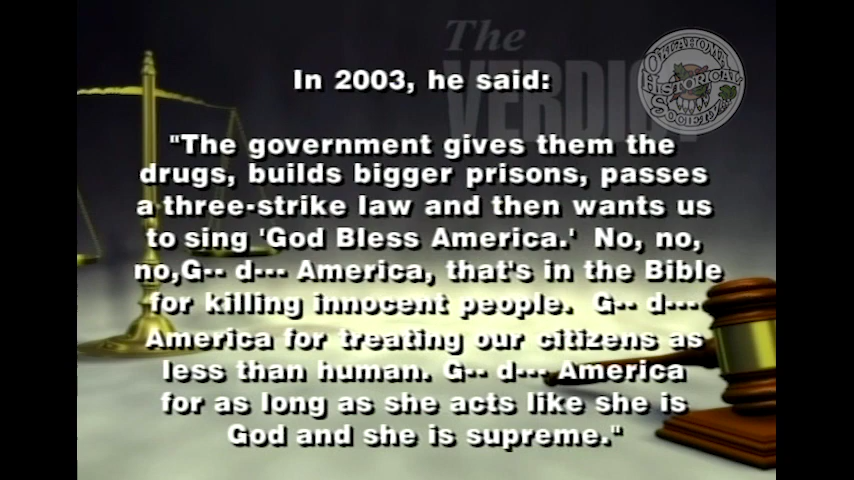 The
VERDICT
OKLAHOMA
HISTORICAL
SOCIETY
In 2003, he said:
"The government gives them the
drugs, builds bigger prisons, passes
a three-strike law and then wants us
to sing 'God Bless America.'  No, no,
no,G-- d--- America, that's in the Bible
for killing innocent people.  G-- d---
America for treating our citizens as
less than human. G-- d--- America
for as long as she acts like she is
God and she is supreme."